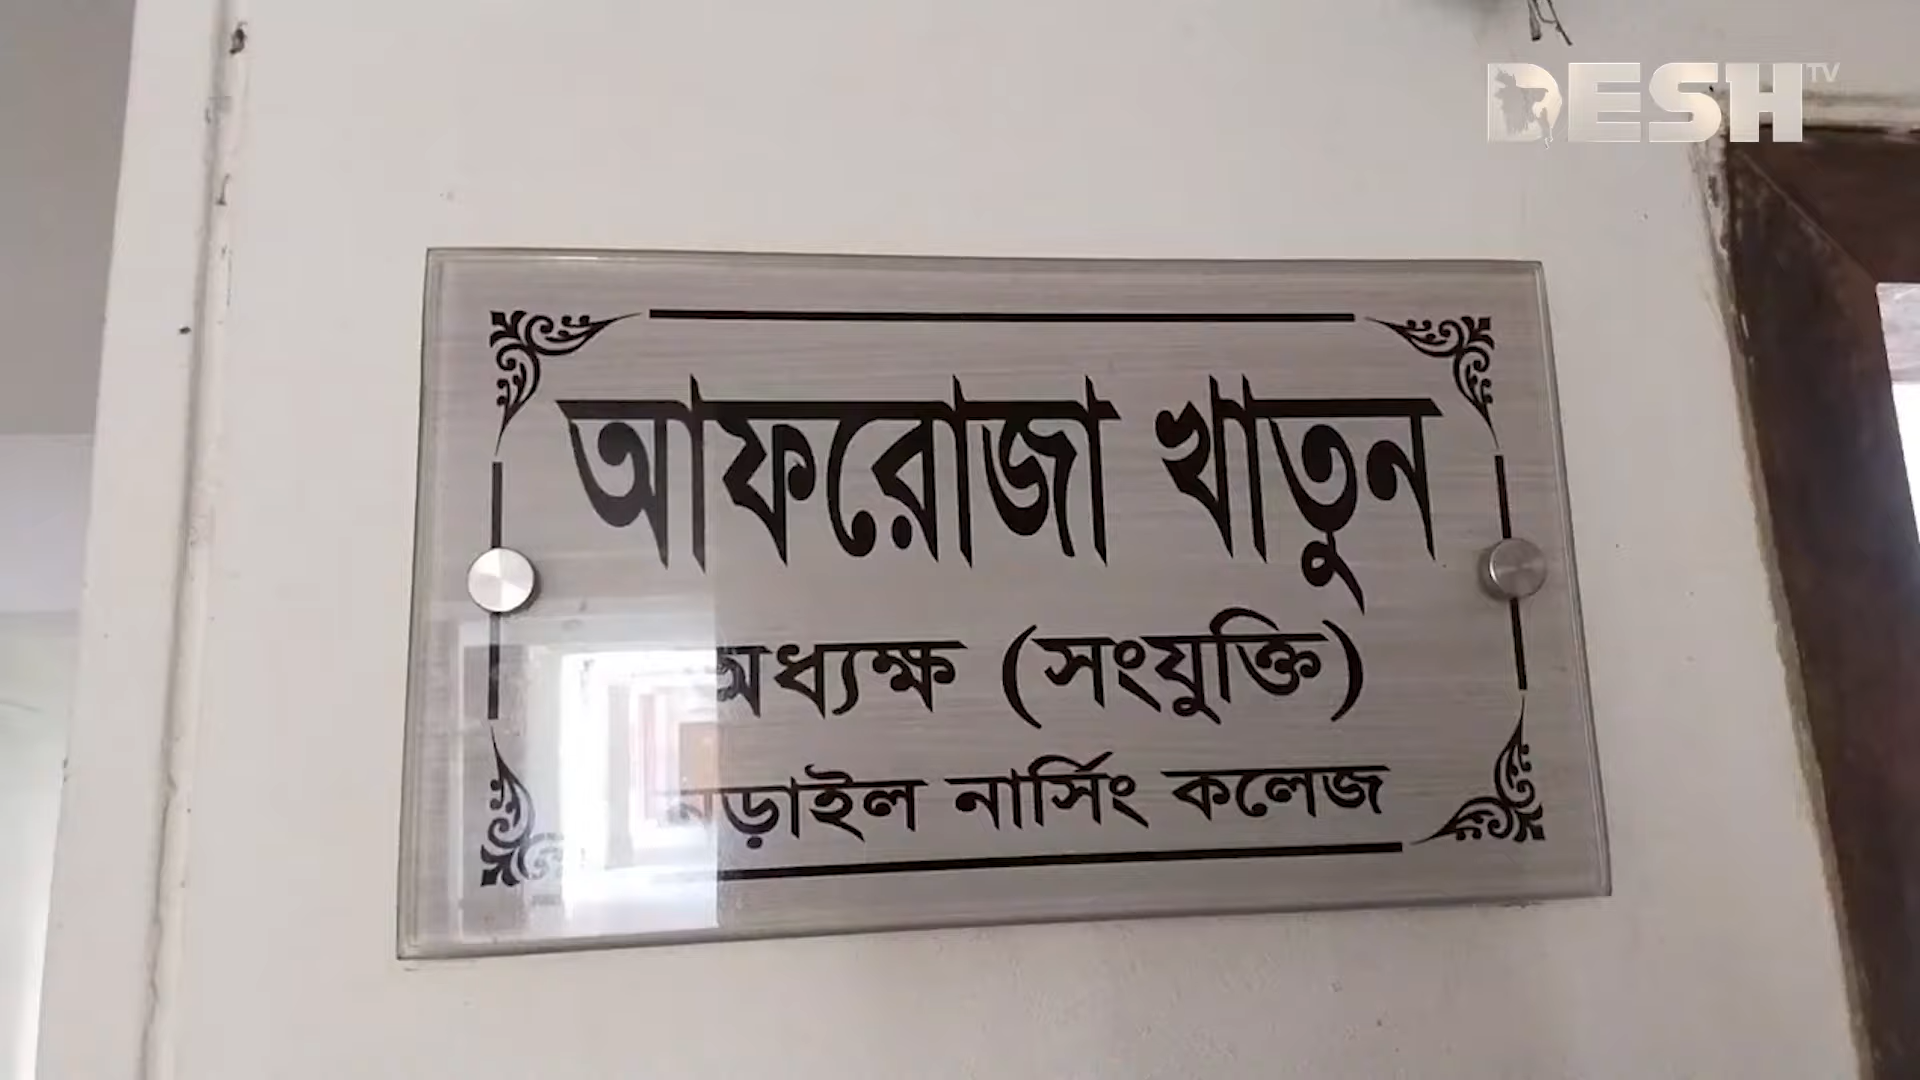 DESH TV
আফরোজা খাতুন
অধ্যক্ষ (সংযুক্তি)
নড়াইল নার্সিং কলেজ